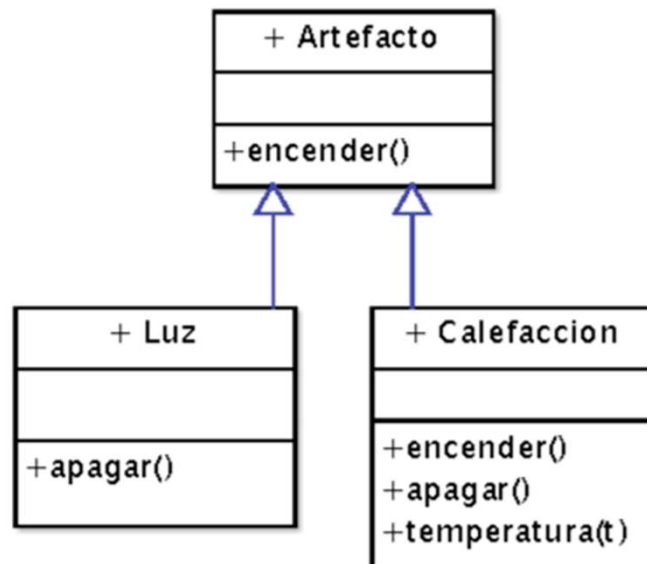 + Artefacto
+encender()
+ Luz
+apagar()
+ Calefaccion
+encender()
+apagar()
+temperatura(t)